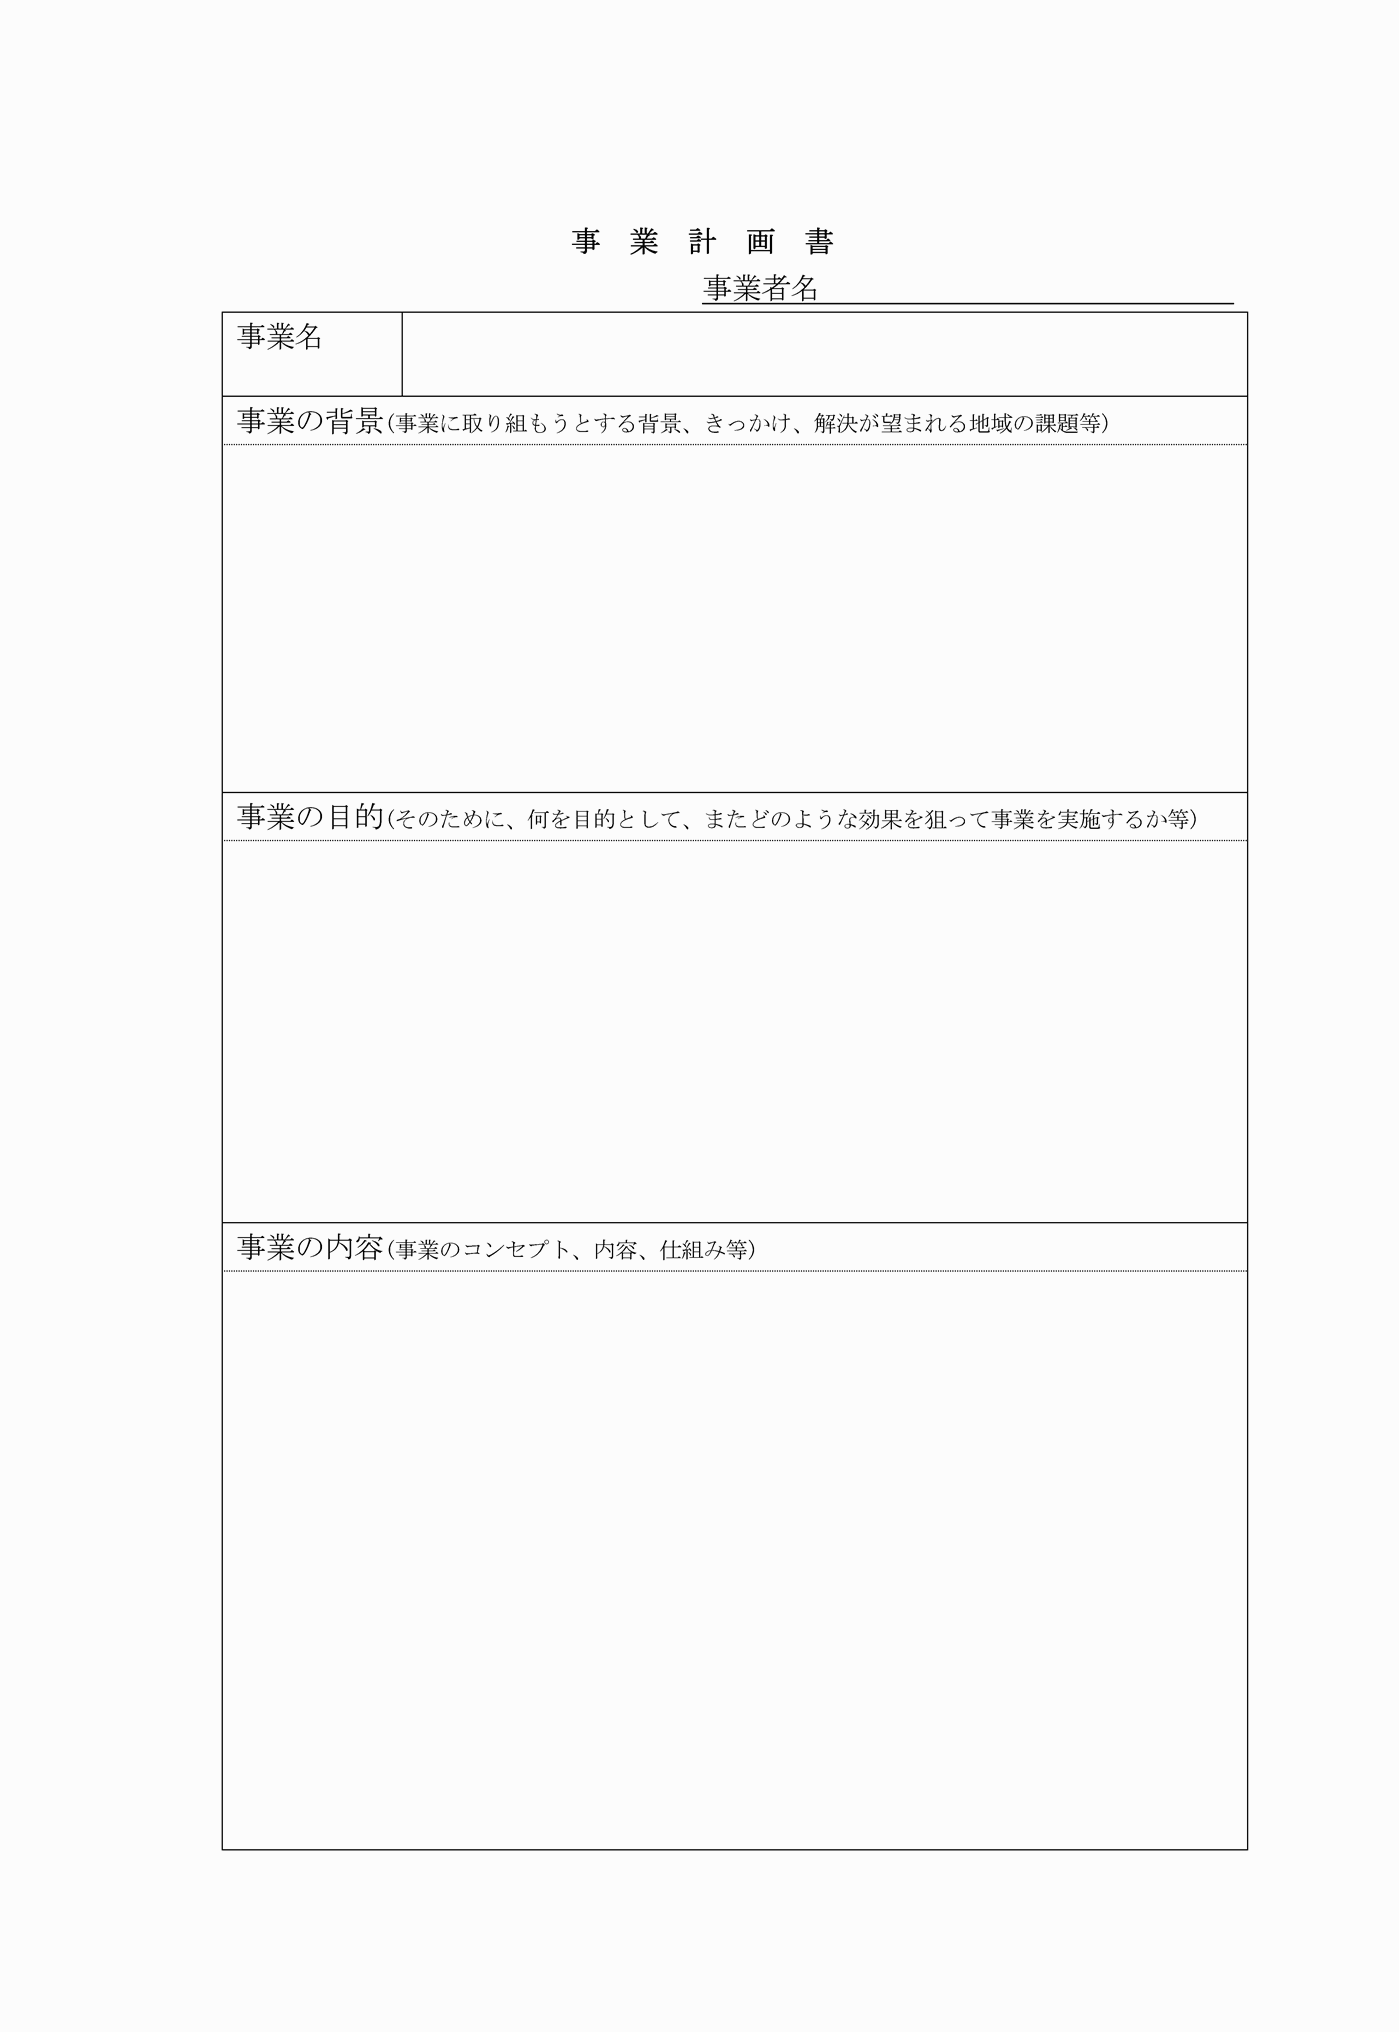 事　業　計　画　書
事業者名
事業名
事業の背景(事業に取り組もうとする背景、きっかけ、解決が望まれる地域の課題等)
事業の目的(そのために、何を目的として、またどのような効果を狙って事業を実施するか等)
事業の内容(事業のコンセプト、内容、仕組み等)